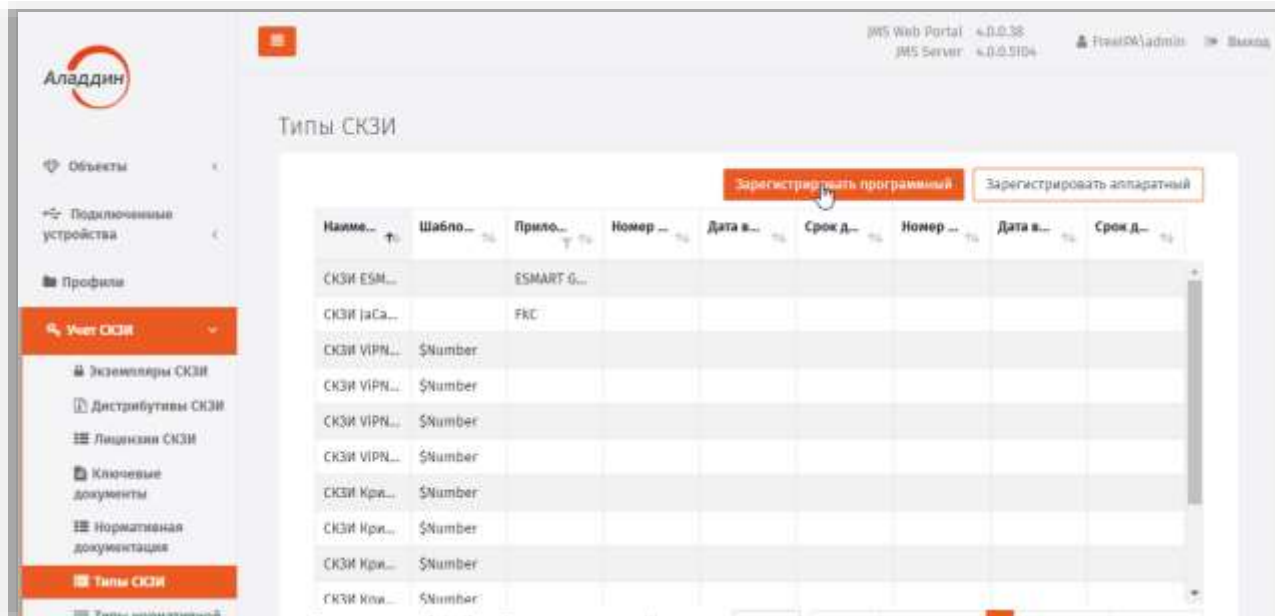 Аладдин
JMS Web Portal 4.0.0.38
JMS Server 4.0.0.5104
FreeIPA\admin
Выход
Типы СКЗИ
Объекты
Подключенные
устройства
Профили
Учет СКЗИ
Экземпляры СКЗИ
Дистрибутивы СКЗИ
Лицензии СКЗИ
Ключевые
документы
Нормативная
документация
Типы СКЗИ
Типы нормативной
Зарегистрировать программный
Зарегистрировать аппаратный
Наиме... Шабло... Прило... Номер ... Дата в... Срок д... Номер ... Дата в... Срок д...
СКЗИ ESM... ESMART G...
СКЗИ JaCa... FKC
СКЗИ ViPN... $Number
СКЗИ ViPN... $Number
СКЗИ ViPN... $Number
СКЗИ ViPN... $Number
СКЗИ Кри... $Number
СКЗИ Кри... $Number
СКЗИ Кри... $Number
СКЗИ Кри... $Number